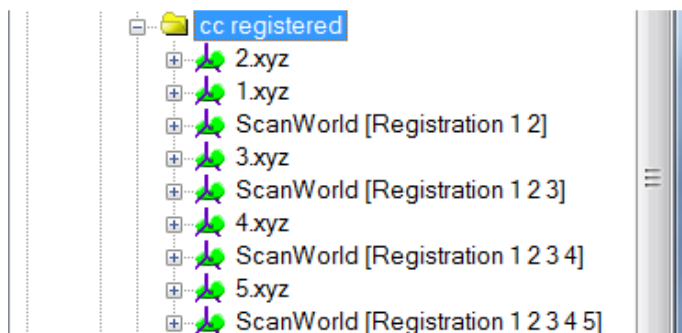 cc registered
2.xyz
1.xyz
ScanWorld [Registration 1 2]
3.xyz
ScanWorld [Registration 1 2 3]
4.xyz
ScanWorld [Registration 1 2 3 4]
5.xyz
ScanWorld [Registration 1 2 3 4 5]